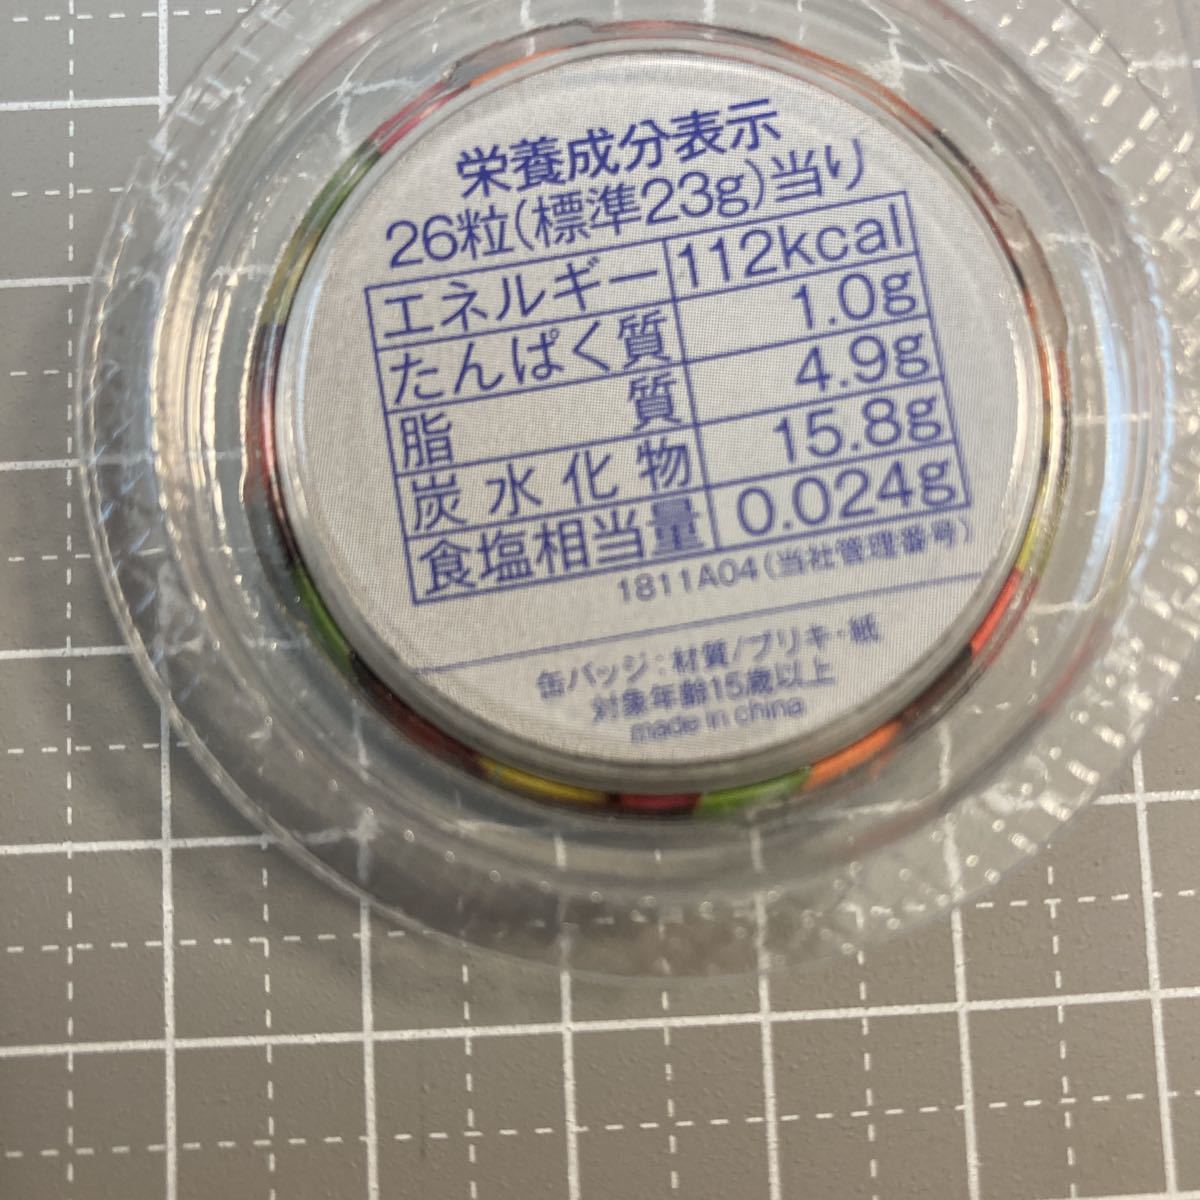 栄養成分表示
26粒(標準23g)当り
エネルギー 112kcal
たんぱく質 1.0g
脂質 4.9g
炭水化物 15.8g
食塩相当量 0.024g
1811A04(当社管理番号)
缶バッジ:材質/ブリキ・紙
対象年齢15歳以上
made in china